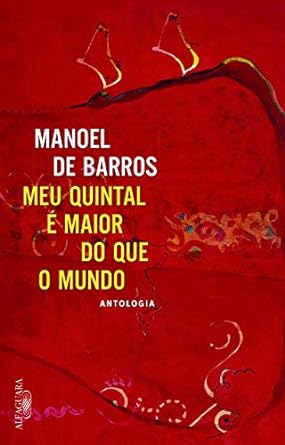 MANOEL
DE BARROS
MEU QUINTAL
É MAIOR
DO QUE
O MUNDO
ANTOLOGIA
ALFAGUARA